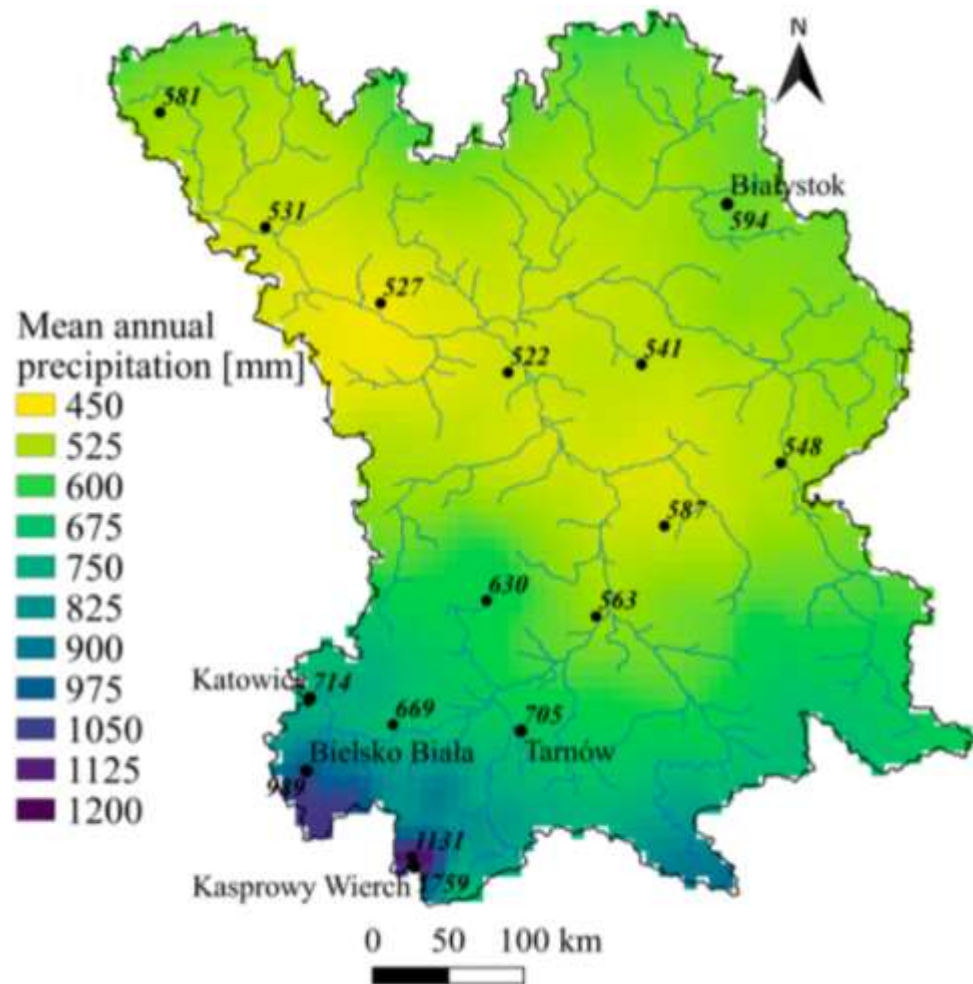 N
581
Białystok
594
531
527
Mean annual
precipitation [mm]
522
541
450
525
548
600
675
587
750
825
630
563
900
975
Katowice 714
1050
669
705
Bielsko Biała
Tarnów
1125
989
1200
1131
Kasprowy Wierch 1759
0 50 100 km